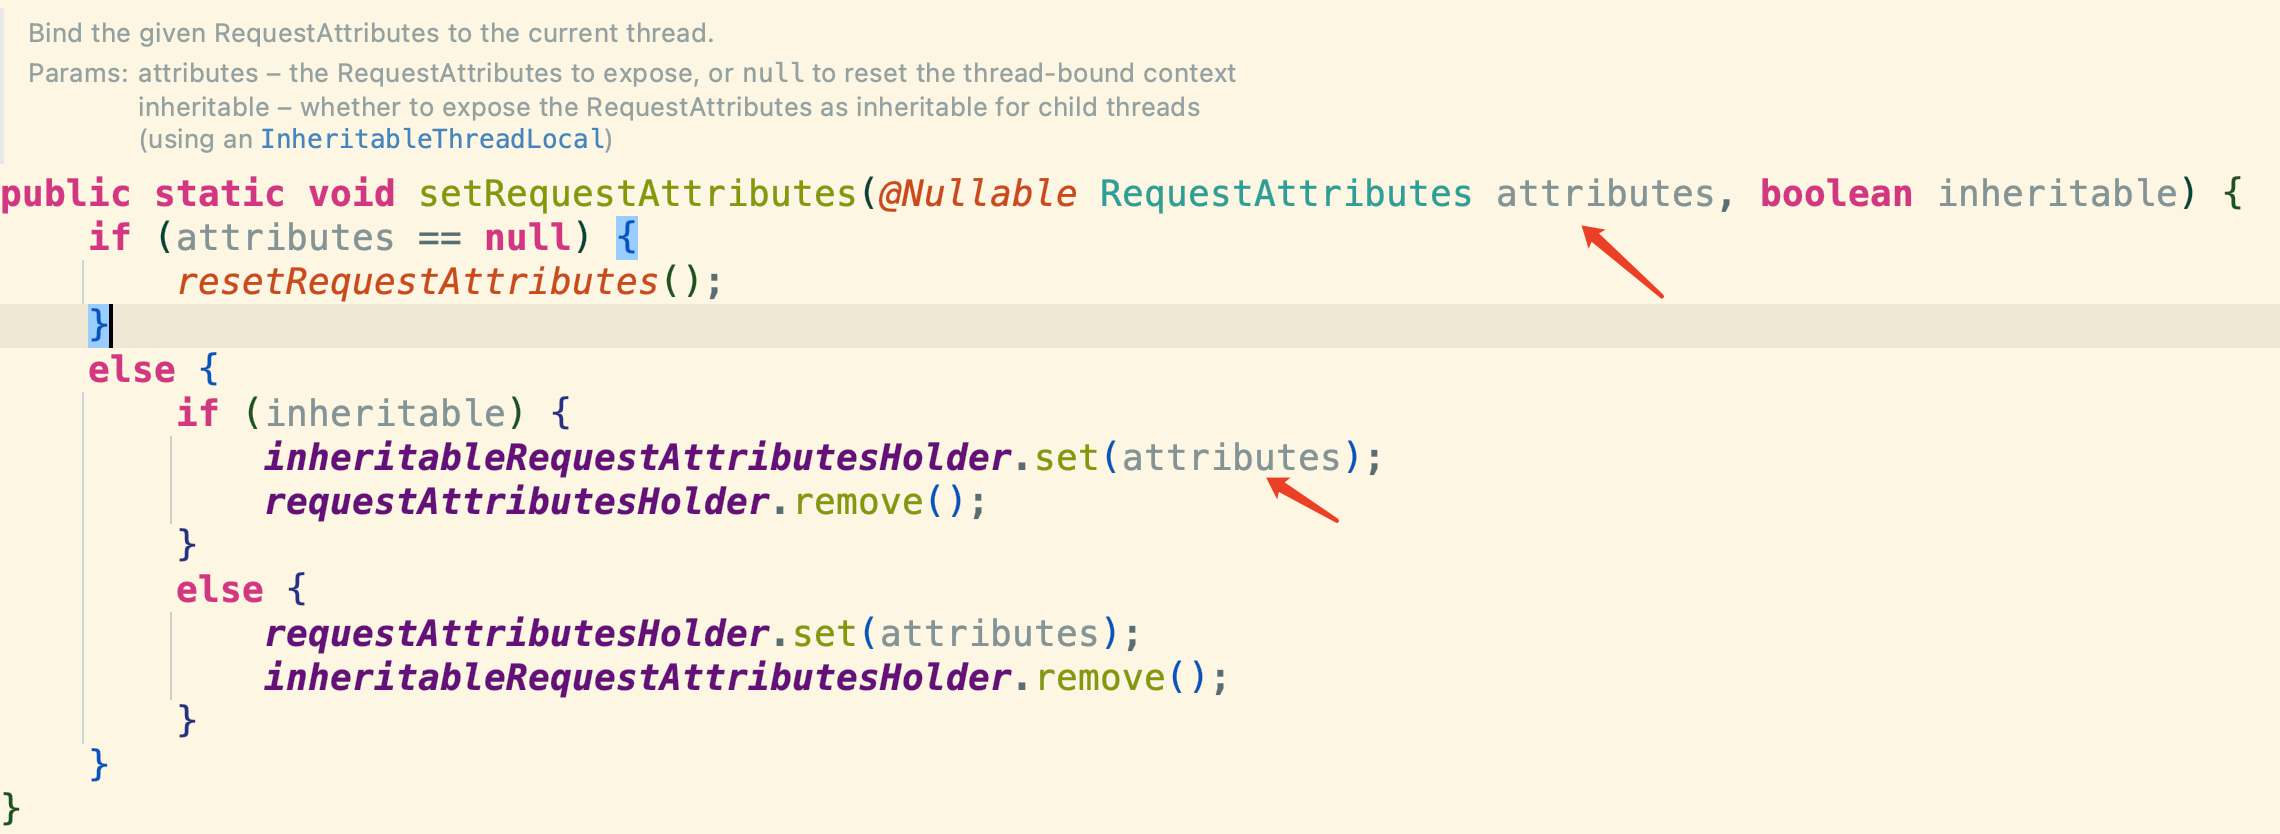 Bind the given RequestAttributes to the current thread.
Params: attributes – the RequestAttributes to expose, or null to reset the thread-bound context
inheritable – whether to expose the RequestAttributes as inheritable for child threads
(using an InheritableThreadLocal)
public static void setRequestAttributes(@Nullable RequestAttributes attributes, boolean inheritable) {
    if (attributes == null) {
        resetRequestAttributes();
    }
    else {
        if (inheritable) {
            inheritableRequestAttributesHolder.set(attributes);
            requestAttributesHolder.remove();
        }
        else {
            requestAttributesHolder.set(attributes);
            inheritableRequestAttributesHolder.remove();
        }
    }
}